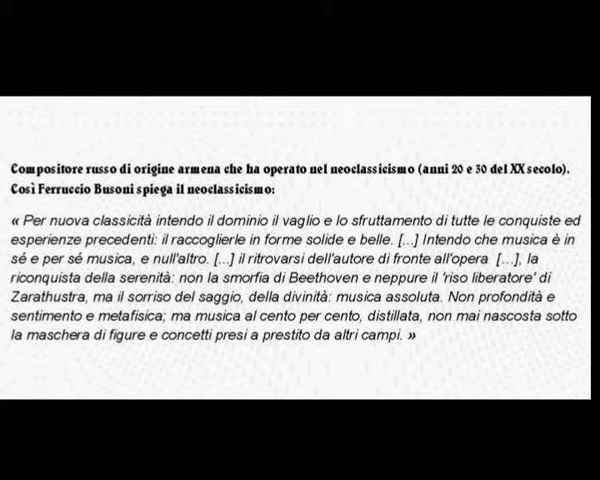 Compositore russo di origine armena che ha operato nel neoclassicismo (anni 20 e 30 del XX secolo).
Così Ferruccio Busoni spiega il neoclassicismo:
« Per nuova classicità intendo il dominio il vaglio e lo sfruttamento di tutte le conquiste ed
esperienze precedenti: il raccoglierle in forme solide e belle. [...] Intendo che musica è in
sé e per sé musica, e null'altro. [...] il ritrovarsi dell'autore di fronte all'opera [...], la
riconquista della serenità: non la smorfia di Beethoven e neppure il 'riso liberatore' di
Zarathustra, ma il sorriso del saggio, della divinità: musica assoluta. Non profondità e
sentimento e metafisica; ma musica al cento per cento, distillata, non mai nascosta sotto
la maschera di figure e concetti presi a prestito da altri campi. »